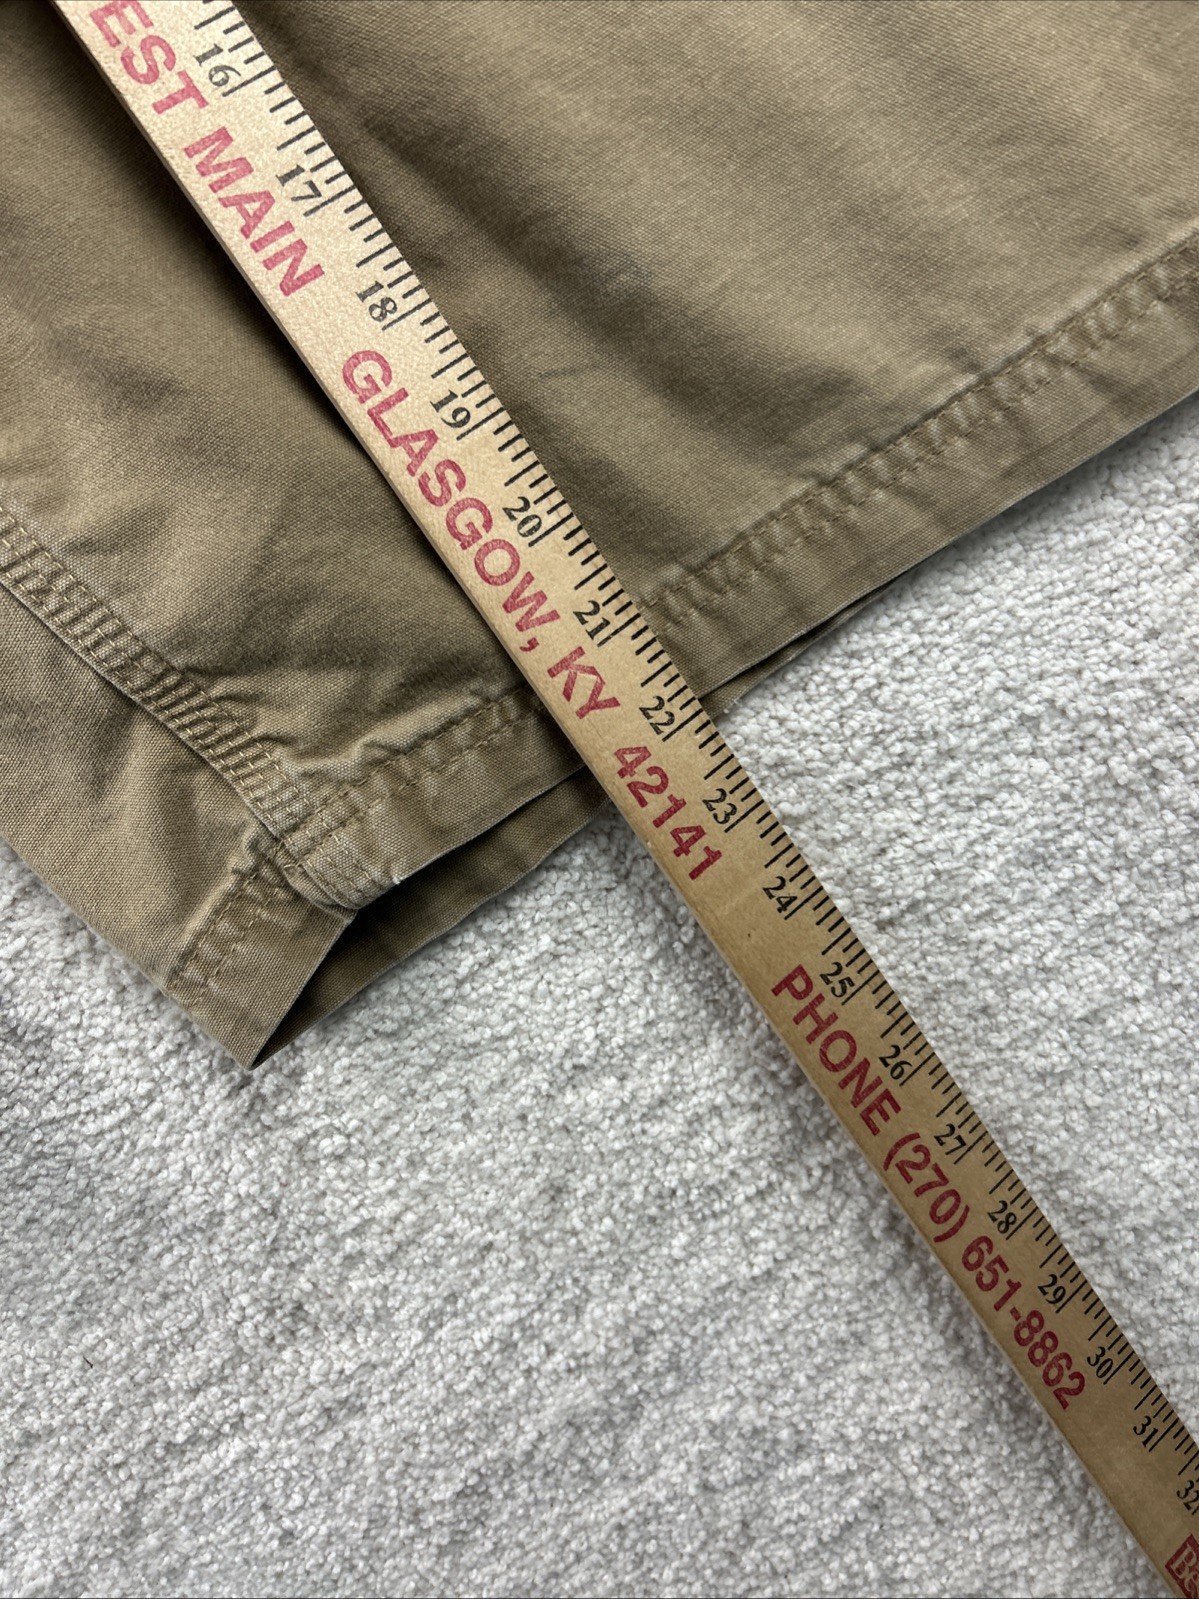 EST MAIN GLASGOW, KY 42141 PHONE (270) 651-8862
16 17 18 19 20 21 22 23 24 25 26 27 28 29 30 31 32